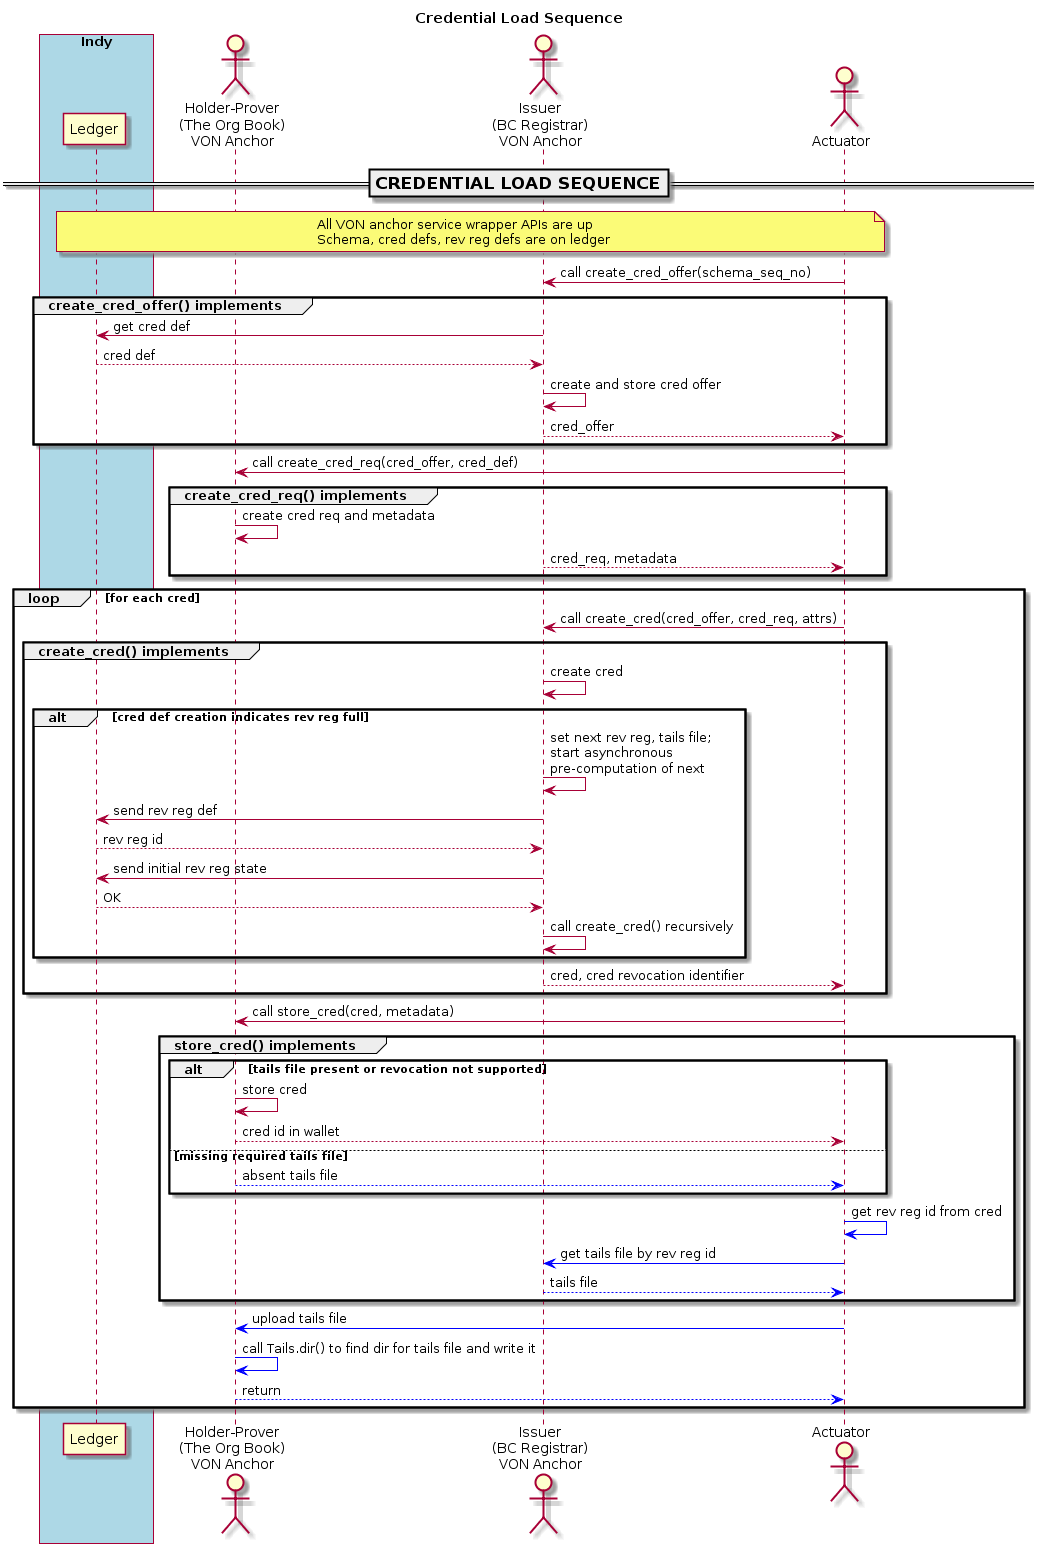 Credential Load Sequence
Indy
Ledger
Holder-Prover
(The Org Book)
VON Anchor
Issuer
(BC Registrar)
VON Anchor
Actuator
CREDENTIAL LOAD SEQUENCE
All VON anchor service wrapper APIs are up
Schema, cred defs, rev reg defs are on ledger
call create_cred_offer(schema_seq_no)
create_cred_offer() implements
get cred def
cred def
create and store cred offer
cred_offer
call create_cred_req(cred_offer, cred_def)
create_cred_req() implements
create cred req and metadata
cred_req, metadata
loop [for each cred]
call create_cred(cred_offer, cred_req, attrs)
create_cred() implements
create cred
alt [cred def creation indicates rev reg full]
set next rev reg, tails file;
start asynchronous
pre-computation of next
send rev reg def
rev reg id
send initial rev reg state
OK
call create_cred() recursively
cred, cred revocation identifier
call store_cred(cred, metadata)
store_cred() implements
alt [tails file present or revocation not supported]
store cred
cred id in wallet
[missing required tails file]
absent tails file
get rev reg id from cred
get tails file by rev reg id
tails file
upload tails file
call Tails.dir() to find dir for tails file and write it
return
Ledger
Holder-Prover
(The Org Book)
VON Anchor
Issuer
(BC Registrar)
VON Anchor
Actuator